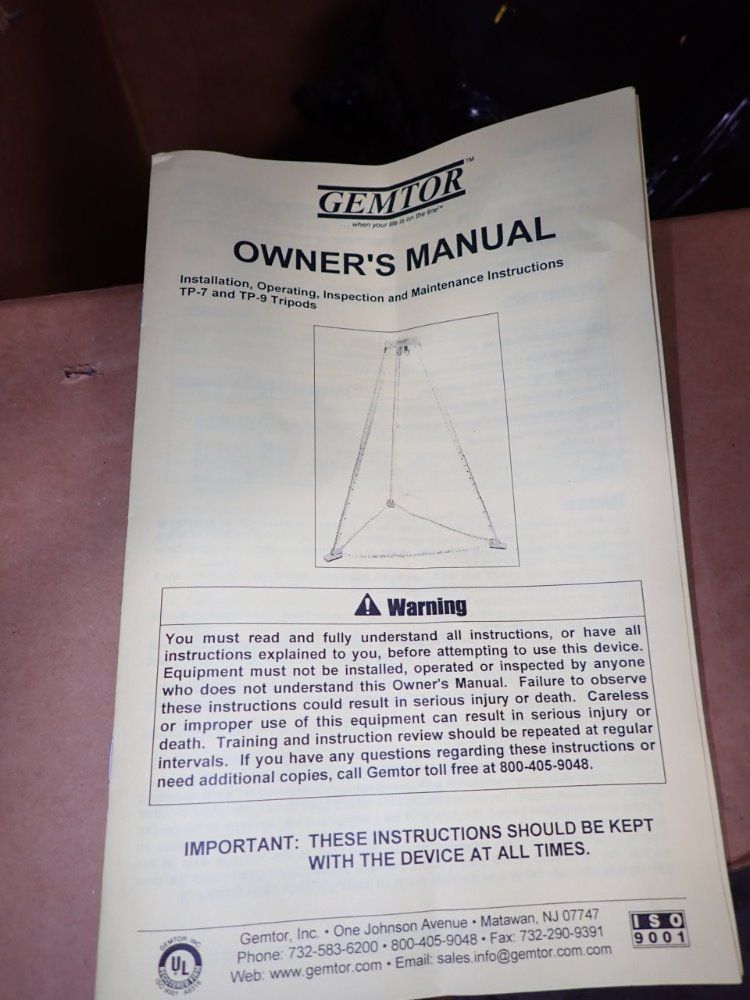 GEMTOR™
. . . when your life is on the line™
OWNER'S MANUAL
Installation, Operating, Inspection and Maintenance Instructions
TP-7 and TP-9 Tripods
Warning
You must read and fully understand all instructions, or have all
instructions explained to you, before attempting to use this device.
Equipment must not be installed, operated or inspected by anyone
who does not understand this Owner's Manual. Failure to observe
these instructions could result in serious injury or death. Careless
or improper use of this equipment can result in serious injury or
death. Training and instruction review should be repeated at regular
intervals. If you have any questions regarding these instructions or
need additional copies, call Gemtor toll free at 800-405-9048.
IMPORTANT: THESE INSTRUCTIONS SHOULD BE KEPT
WITH THE DEVICE AT ALL TIMES.
Gemtor, Inc. • One Johnson Avenue • Matawan, NJ 07747
Phone: 732-583-6200 • 800-405-9048 • Fax: 732-290-9391
Web: www.gemtor.com • Email: sales.info@gemtor.com.com
GEMTOR INC.
UL
REGISTERED FIRM
ISO 9001
ISO
9001